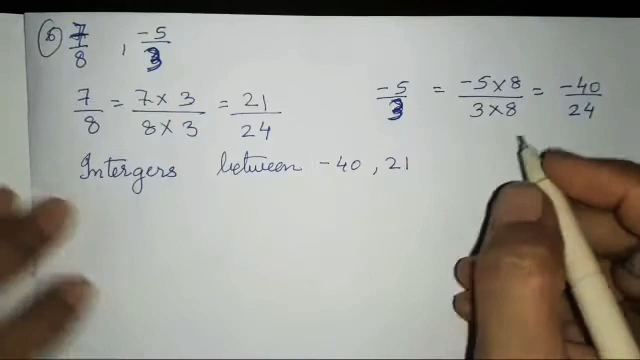 (5) 7/8 , -5/3
7/8 = 7 × 3 / 8 × 3 = 21/24
-5/3 = -5 × 8 / 3 × 8 = -40/24
Intergers between -40 , 21